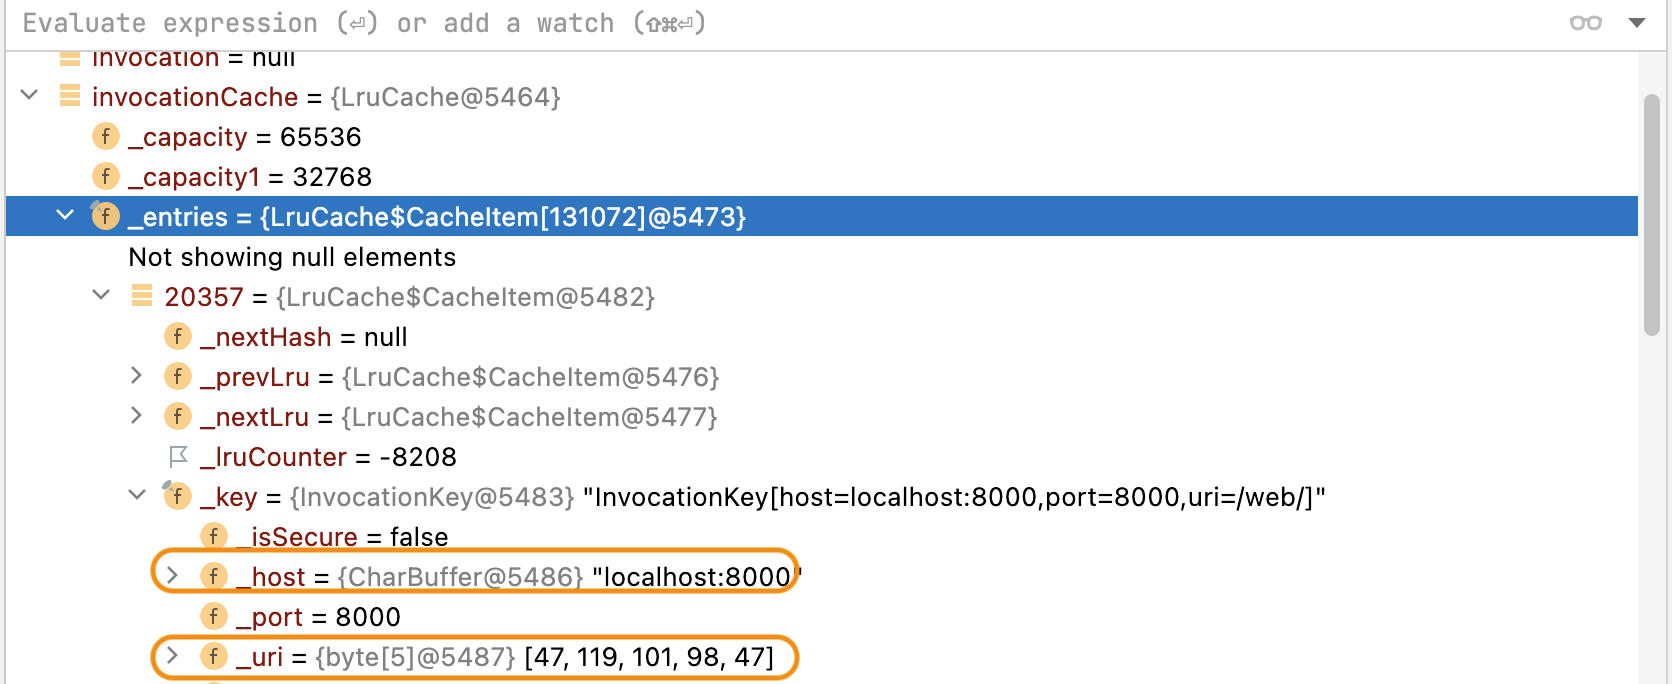 Evaluate expression (⏎) or add a watch (⇧⌘⏎)
invocation = null
invocationCache = {LruCache@5464}
f _capacity = 65536
f _capacity1 = 32768
f _entries = {LruCache$CacheItem[131072]@5473}
Not showing null elements
20357 = {LruCache$CacheItem@5482}
f _nextHash = null
f _prevLru = {LruCache$CacheItem@5476}
f _nextLru = {LruCache$CacheItem@5477}
_lruCounter = -8208
f _key = {InvocationKey@5483} "InvocationKey[host=localhost:8000,port=8000,uri=/web/]"
f _isSecure = false
f _host = {CharBuffer@5486} "localhost:8000"
f _port = 8000
f _uri = {byte[5]@5487} [47, 119, 101, 98, 47]